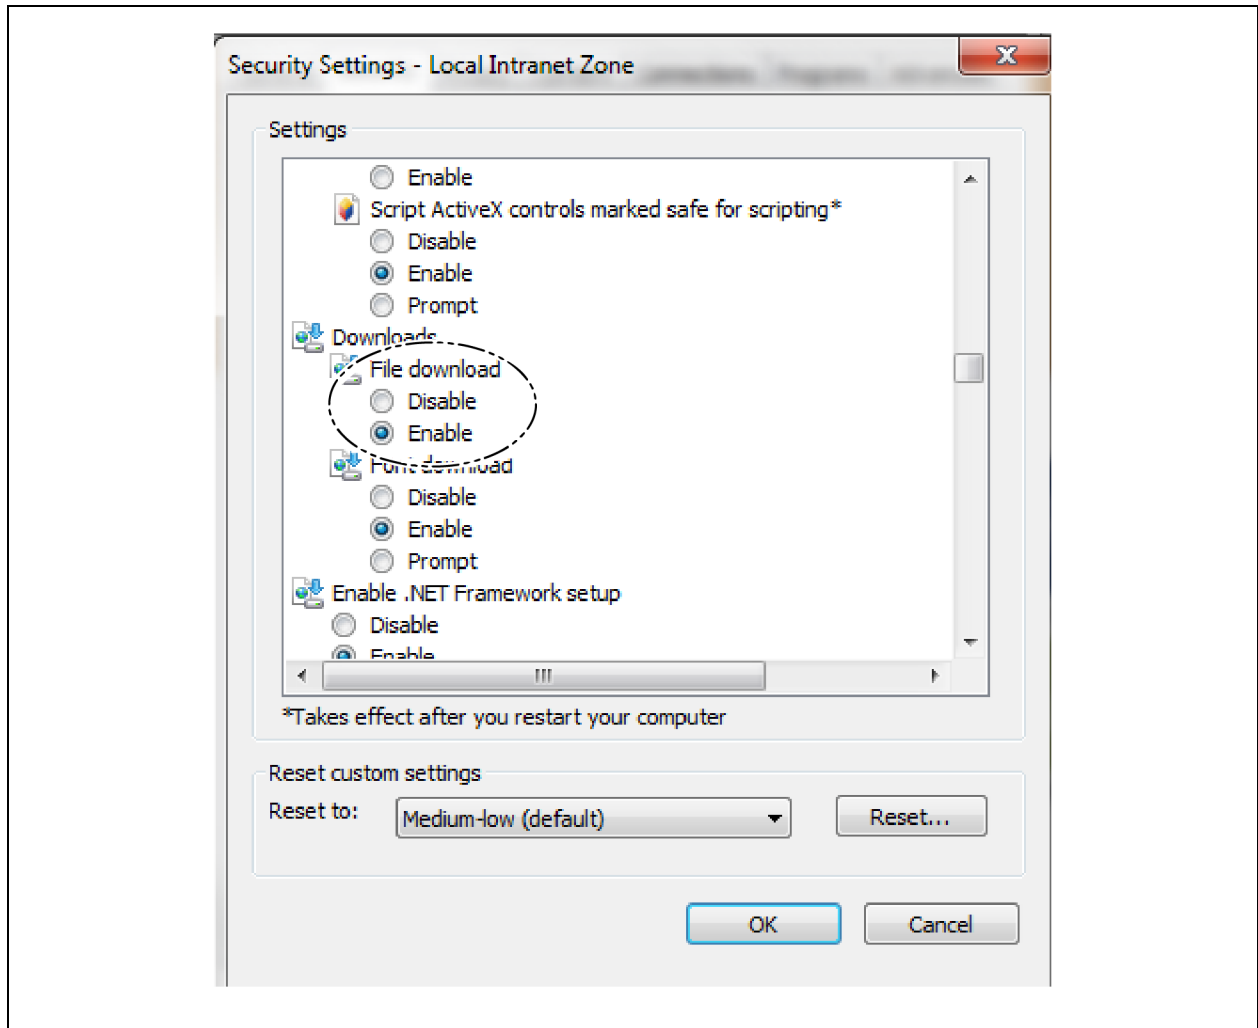 Security Settings - Local Intranet Zone
Settings
Enable
Script ActiveX controls marked safe for scripting*
Disable
Enable
Prompt
Downloads
File download
Disable
Enable
Font download
Disable
Enable
Prompt
Enable .NET Framework setup
Disable
Enable
*Takes effect after you restart your computer
Reset custom settings
Reset to:
Medium-low (default)
Reset...
OK
Cancel